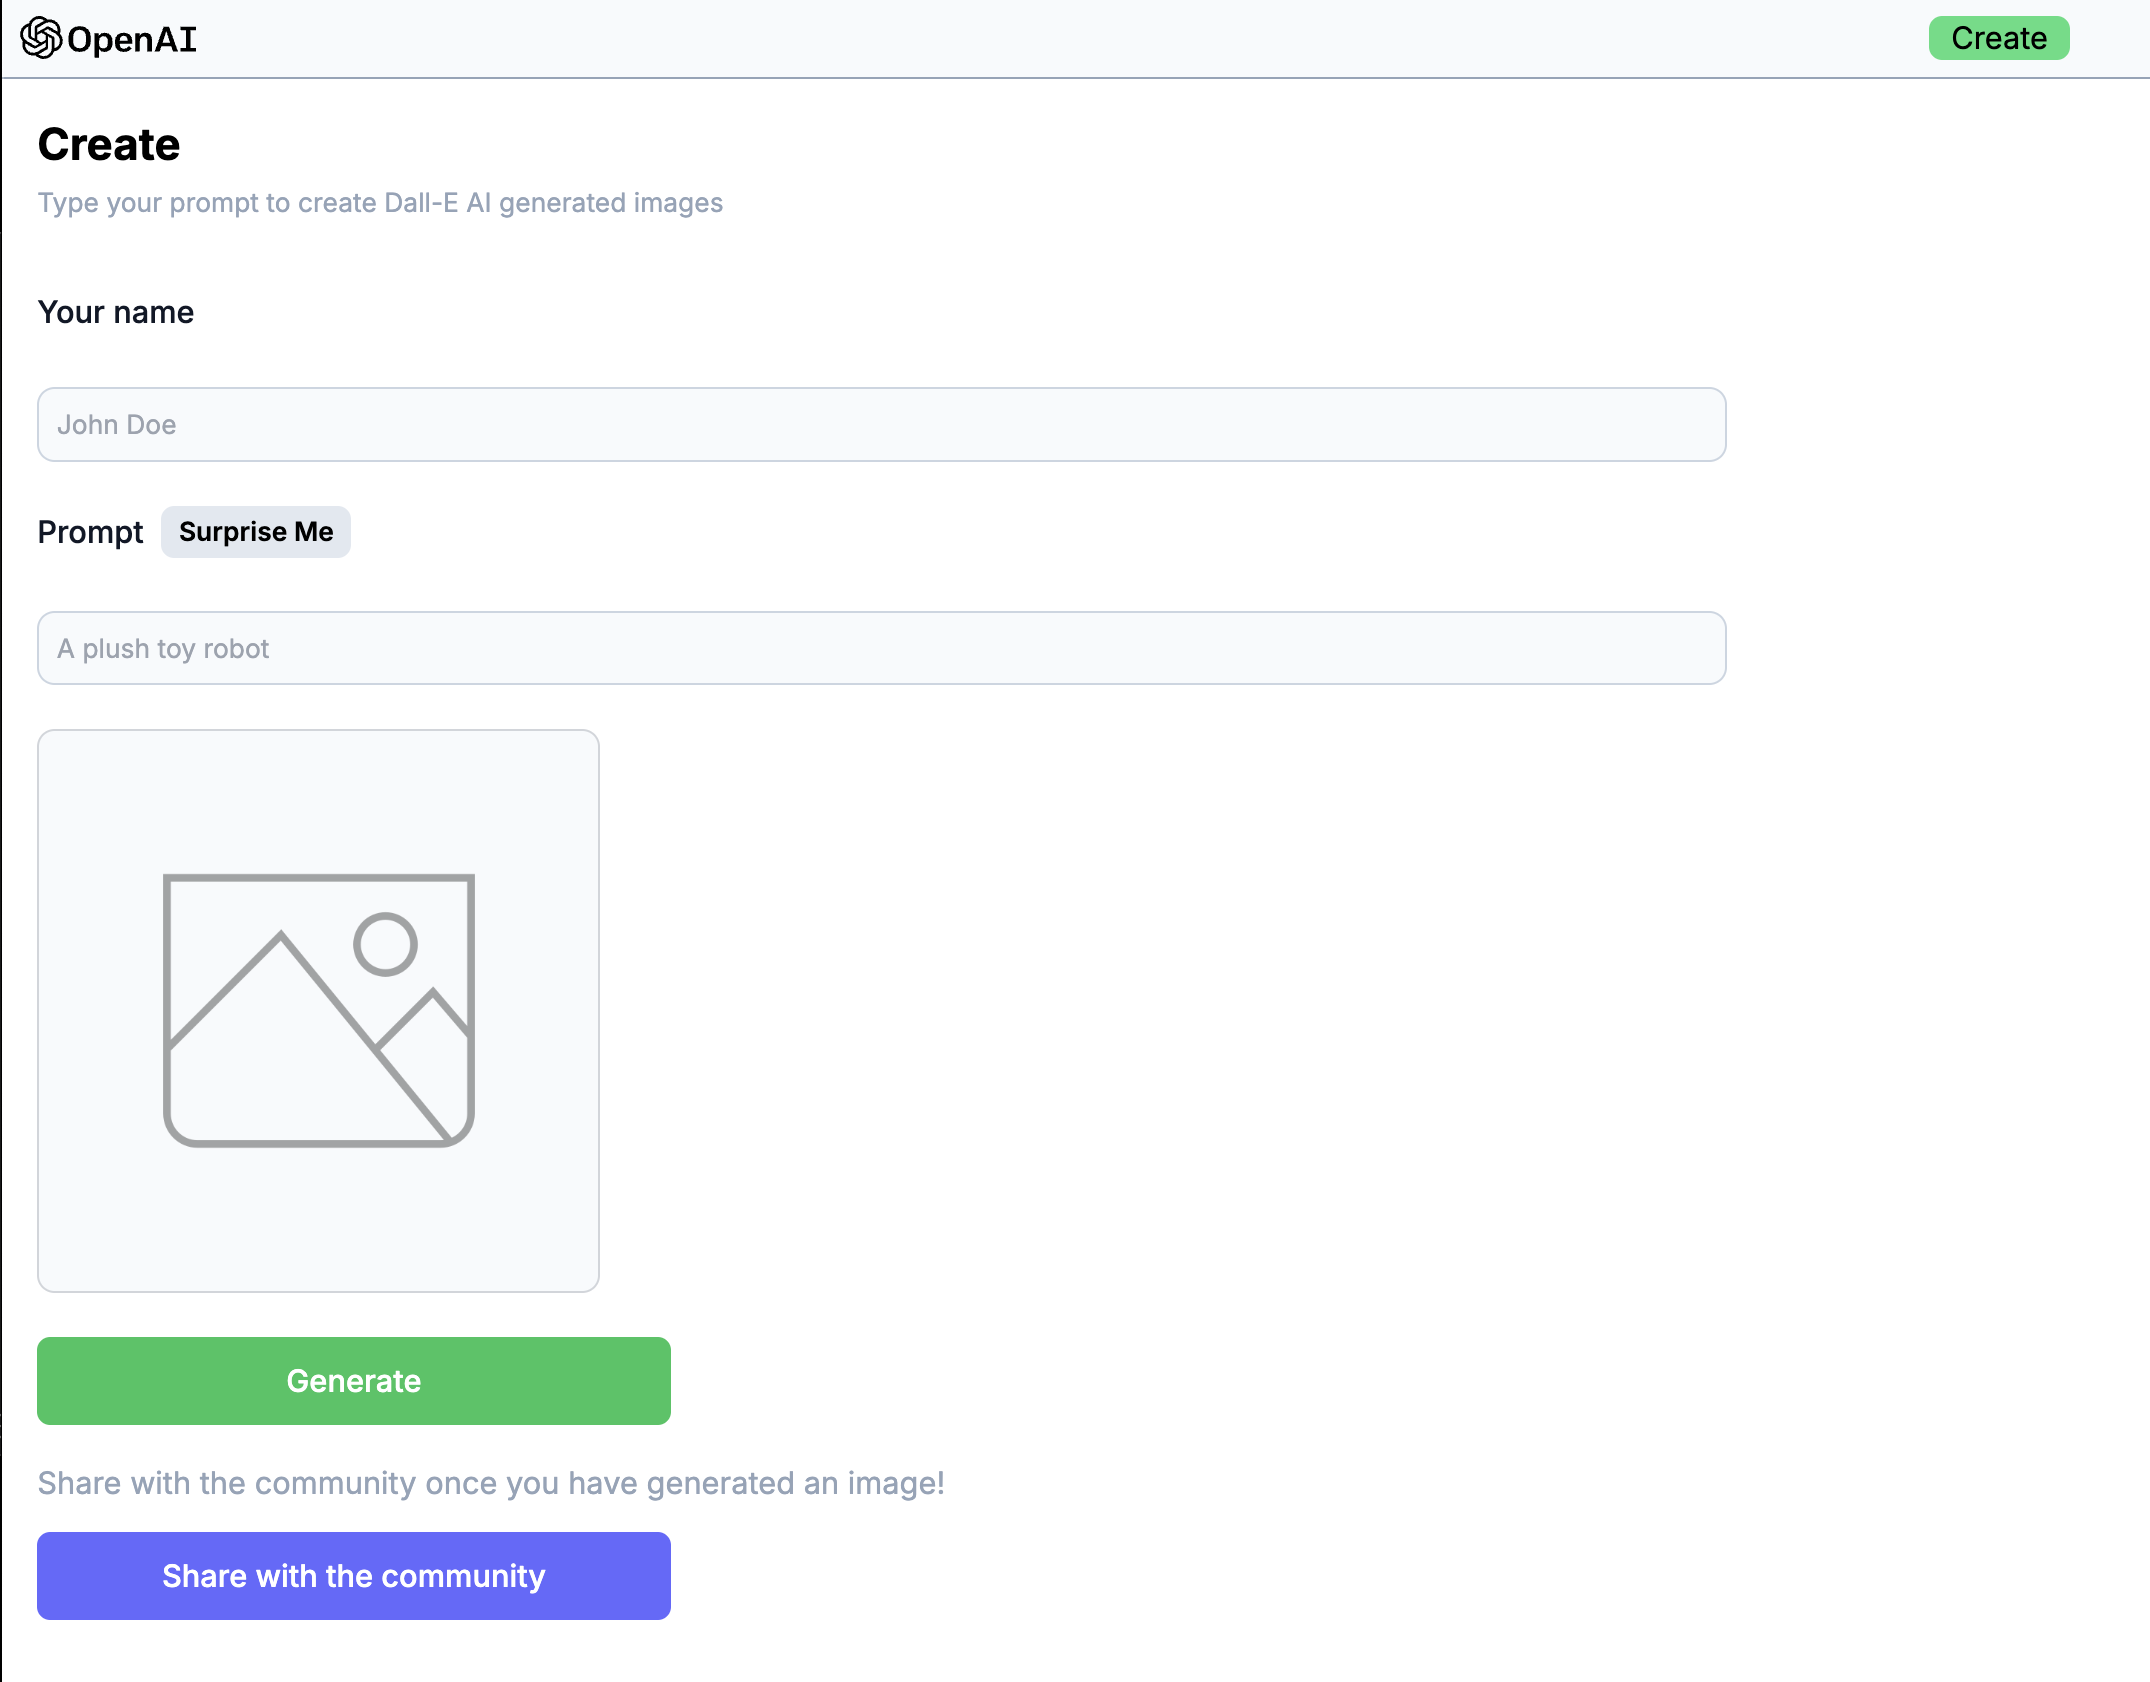 OpenAI
Create
Create
Type your prompt to create Dall-E AI generated images
Your name
John Doe
Prompt
Surprise Me
A plush toy robot
Generate
Share with the community once you have generated an image!
Share with the community